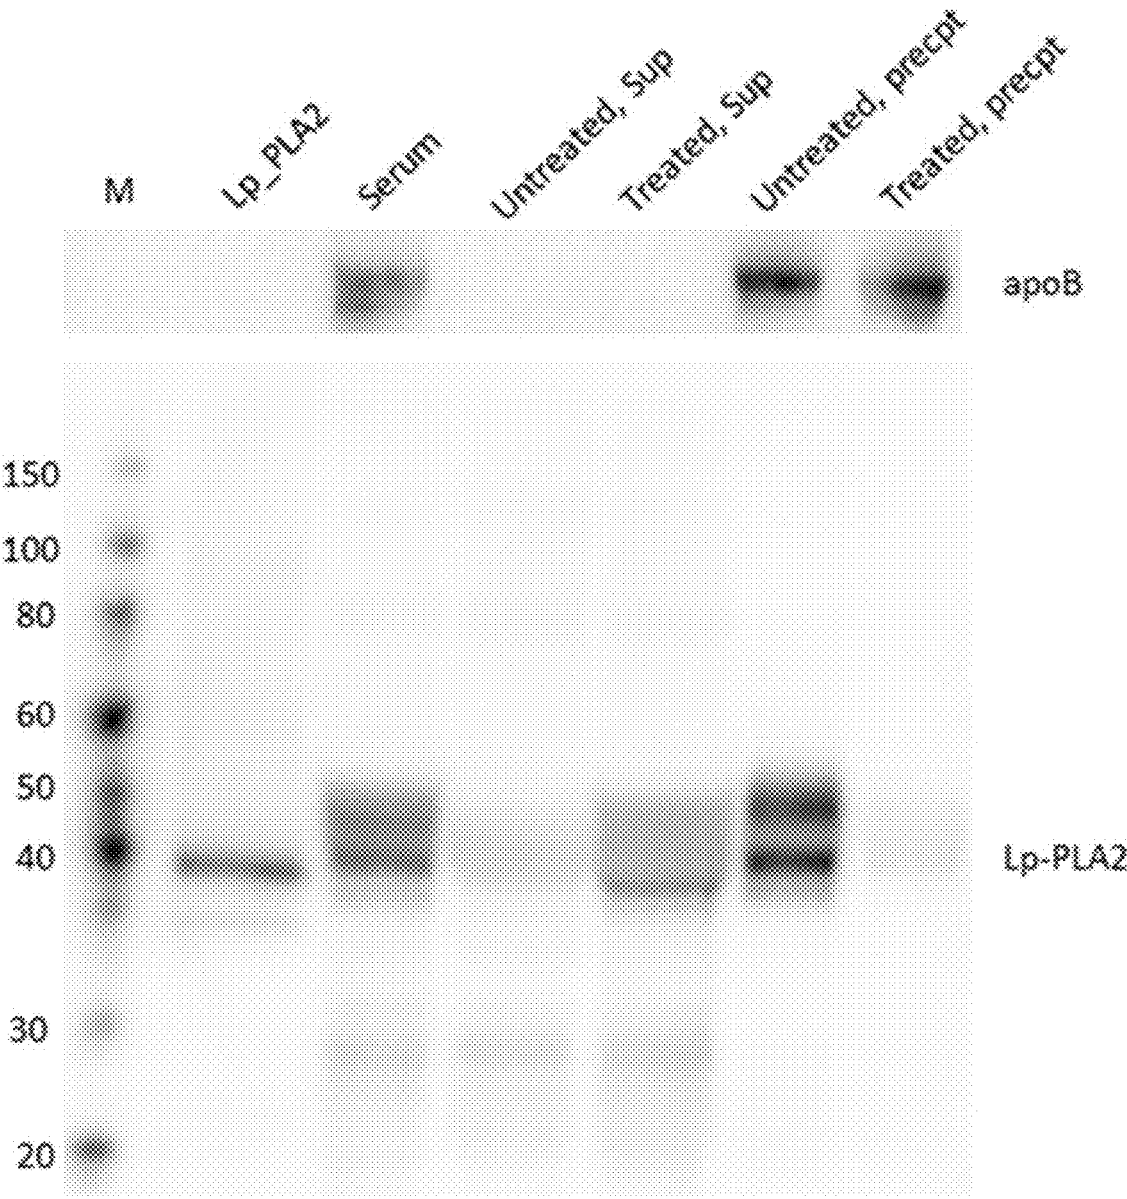 M
Lp_PLA2
Serum
Untreated, Sup
Treated, Sup
Untreated, precpt
Treated, precpt
apoB
150
100
80
60
50
40
Lp-PLA2
30
20